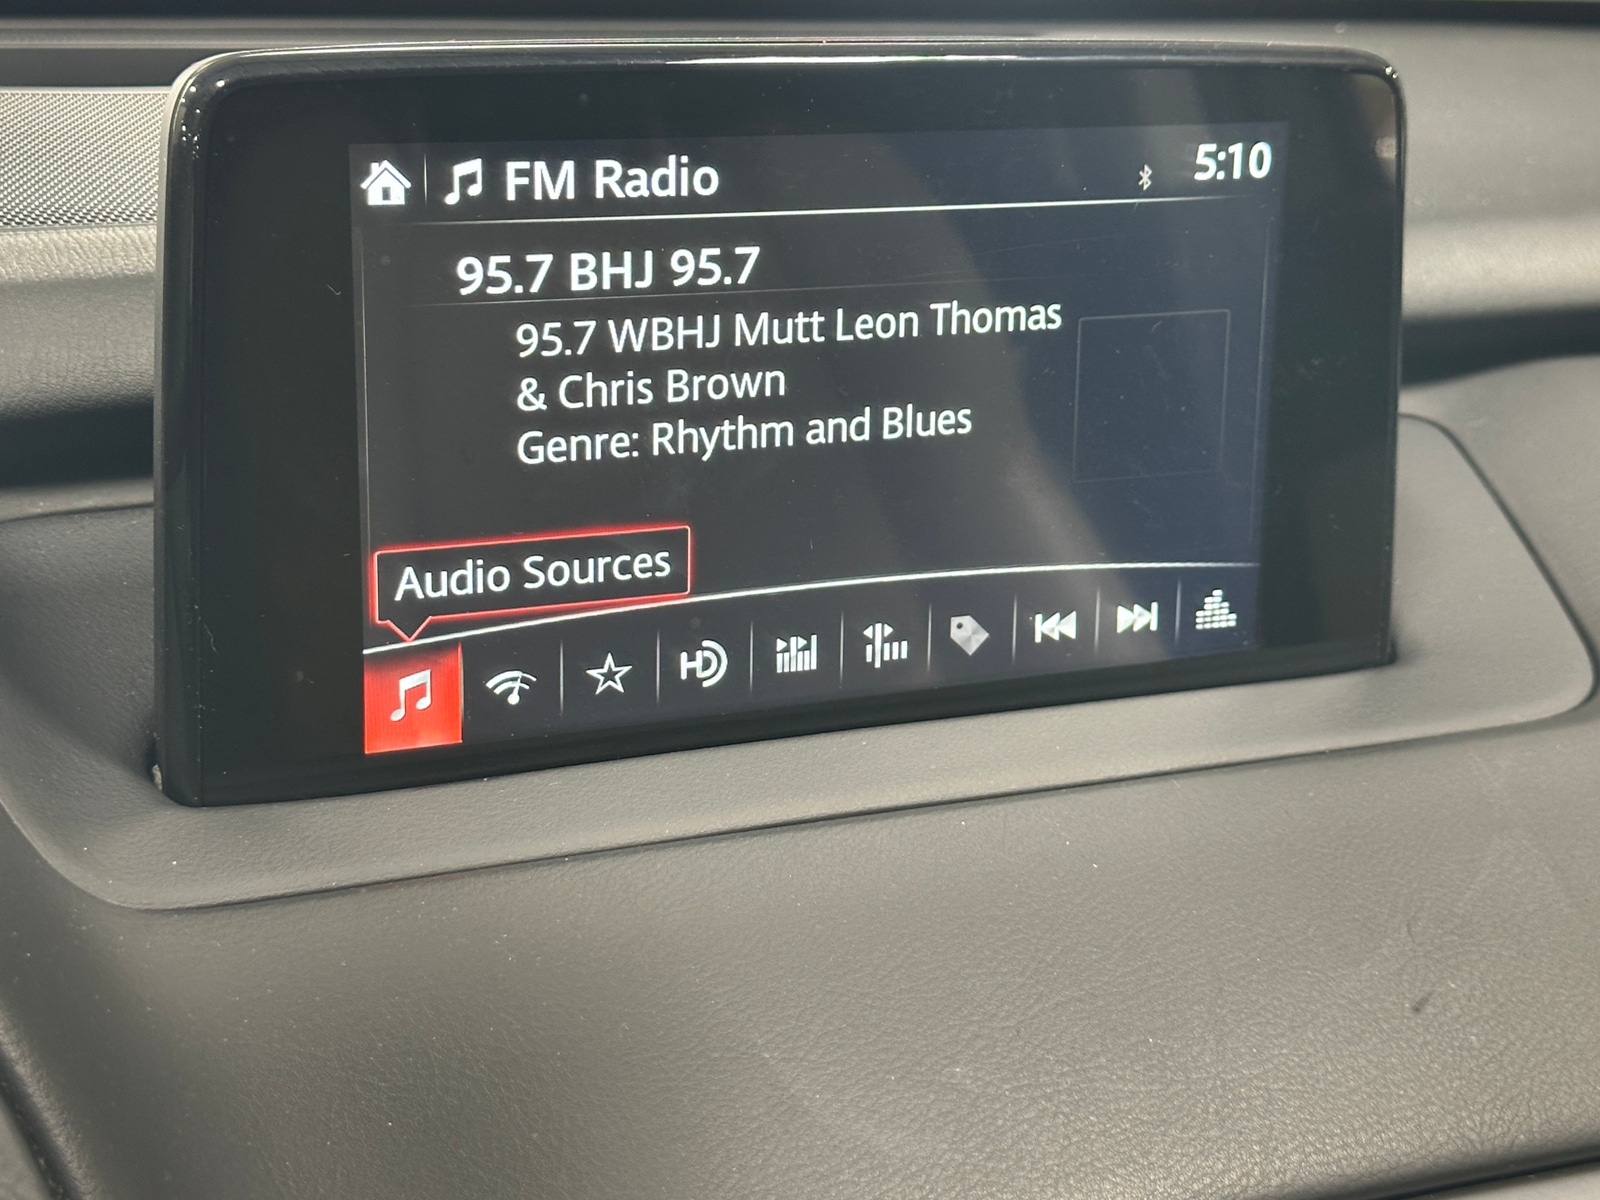 FM Radio
5:10
95.7 BHJ 95.7
95.7 WBHJ Mutt Leon Thomas
& Chris Brown
Genre: Rhythm and Blues
Audio Sources
HD